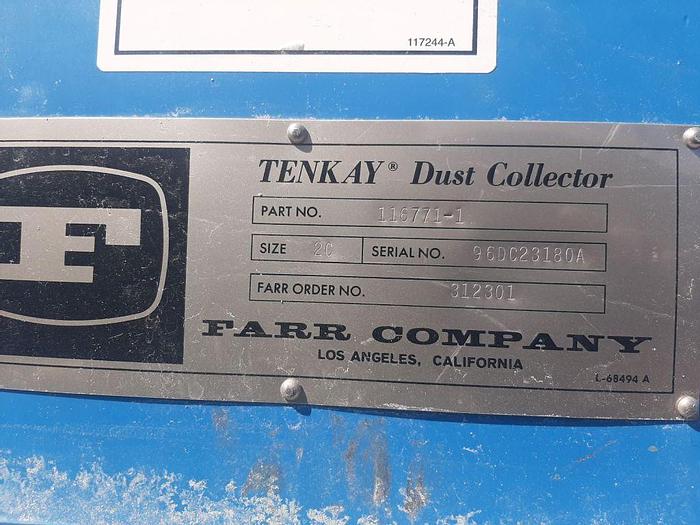 117244-A
TENKAY® Dust Collector
PART NO. 116771-1
SIZE 2C SERIAL NO. 96DC23180A
FARR ORDER NO. 312301
F
FARR COMPANY
LOS ANGELES, CALIFORNIA
L-68494 A